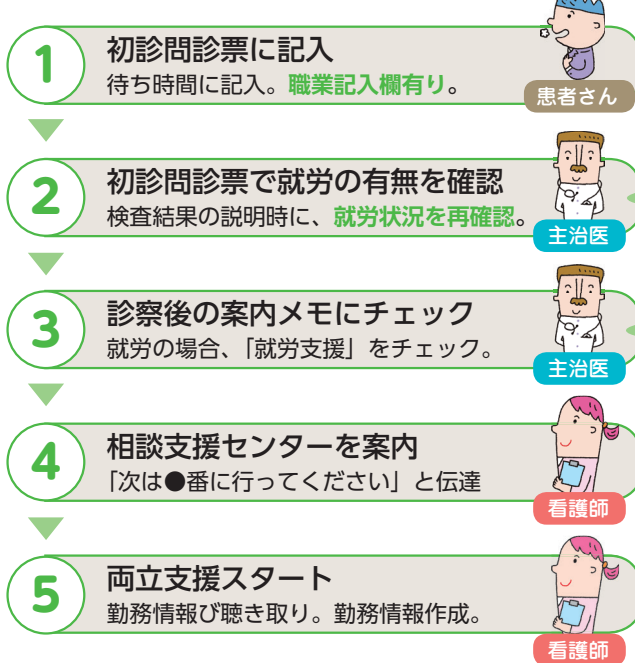 1
初診問診票に記入
待ち時間に記入。職業記入欄有り。
患者さん
2
初診問診票で就労の有無を確認
検査結果の説明時に、就労状況を再確認。
主治医
3
診察後の案内メモにチェック
就労の場合、「就労支援」をチェック。
主治医
4
相談支援センターを案内
「次は●番に行ってください」と伝達
看護師
5
両立支援スタート
勤務情報び聴き取り。勤務情報作成。
看護師